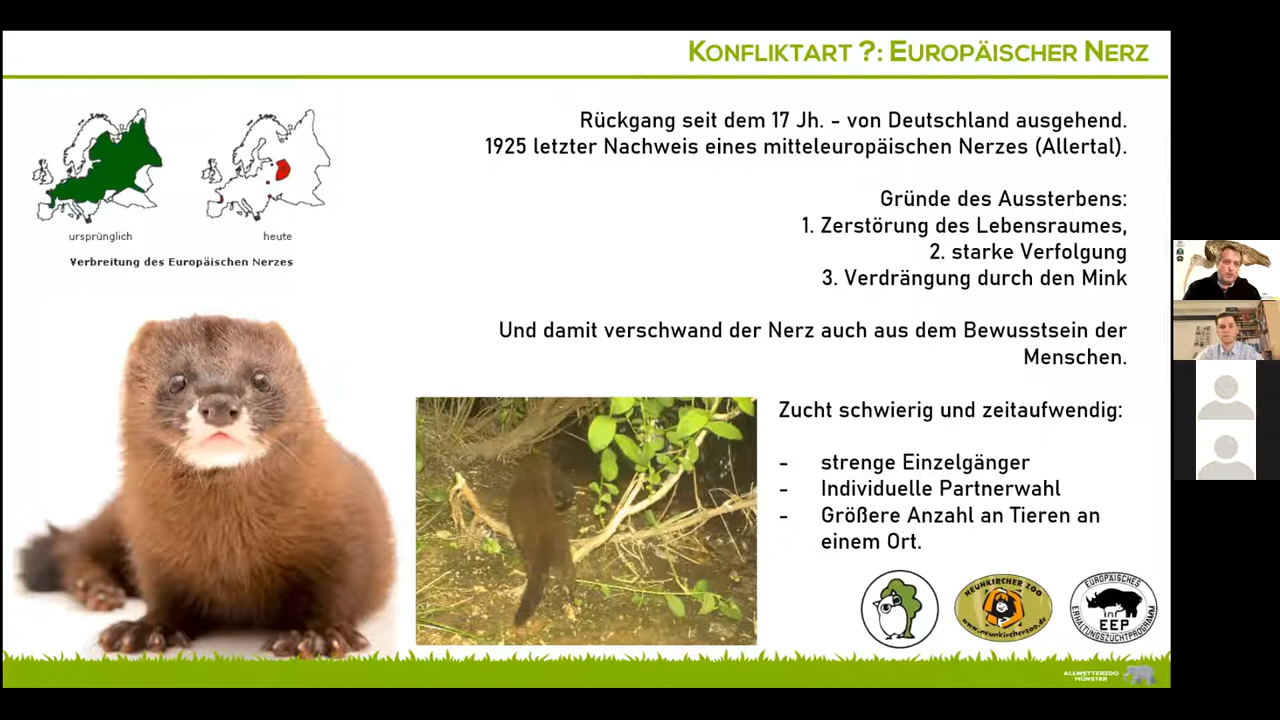 KONFLIKTART ?: EUROPÄISCHER NERZ
Rückgang seit dem 17 Jh. - von Deutschland ausgehend.
1925 letzter Nachweis eines mitteleuropäischen Nerzes (Allertal).
ursprünglich
heute
Verbreitung des Europäischen Nerzes
Gründe des Aussterbens:
1. Zerstörung des Lebensraumes,
2. starke Verfolgung
3. Verdrängung durch den Mink
Und damit verschwand der Nerz auch aus dem Bewusstsein der
Menschen.
Zucht schwierig und zeitaufwendig:
- strenge Einzelgänger
- Individuelle Partnerwahl
- Größere Anzahl an Tieren an
einem Ort.
NEUNKIRCHER ZOO
www.neunkircherzoo.de
EUROPÄISCHES
EEP
ERHALTUNGSZUCHTPROGRAMM
ALLWETTERZOO
MÜNSTER